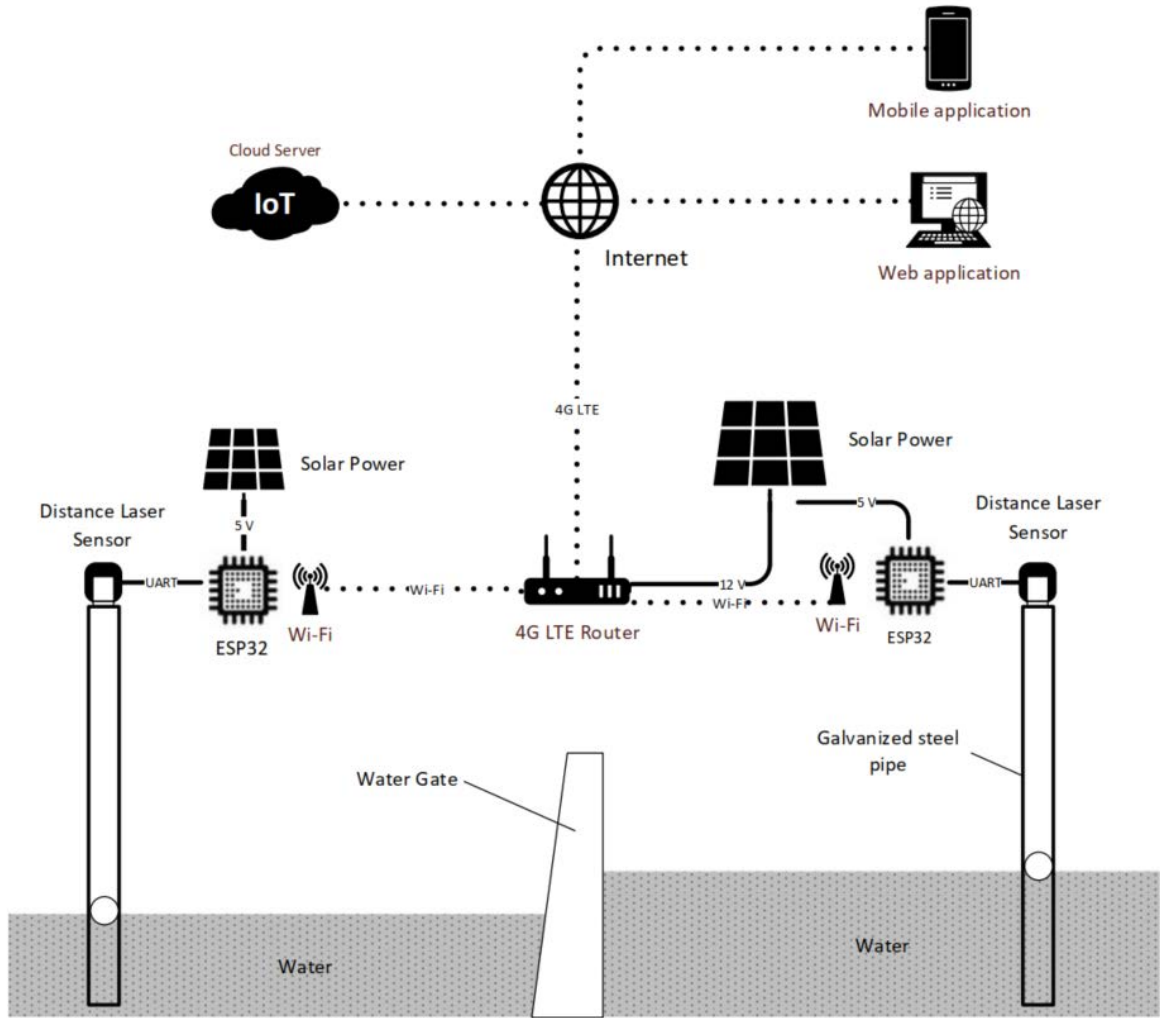 Mobile application
Cloud Server
IoT
Internet
Web application
4G LTE
Solar Power
Solar Power
5 V
5 V
Distance Laser
Sensor
Distance Laser
Sensor
UART
Wi-Fi
12 V
Wi-Fi
UART
Wi-Fi
4G LTE Router
Wi-Fi
ESP32
ESP32
Galvanized steel
pipe
Water Gate
Water
Water